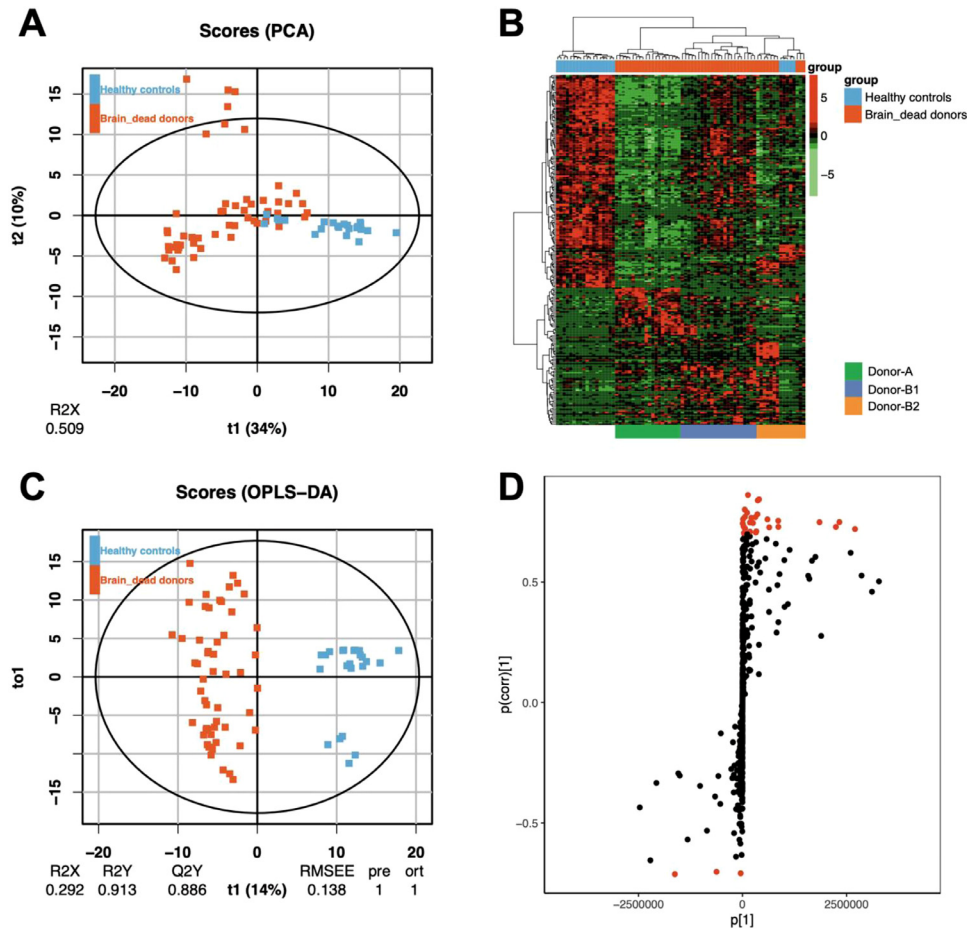 A
Scores (PCA)
Healthy controls
Brain_dead donors
t2 (10%)
15
10
5
0
−5
−10
−15
−20
−10
0
10
20
R2X
0.509
t1 (34%)
B
group
5
0
−5
group
Healthy controls
Brain_dead donors
Donor-A
Donor-B1
Donor-B2
C
Scores (OPLS−DA)
Healthy controls
Brain_dead donors
to1
15
10
5
0
−5
−15
−20
−10
0
10
20
R2X R2Y Q2Y RMSEE pre ort
0.292 0.913 0.886 t1 (14%) 0.138 1 1
D
p(corr)[1]
0.5
0.0
−0.5
−2500000 0 2500000
p[1]